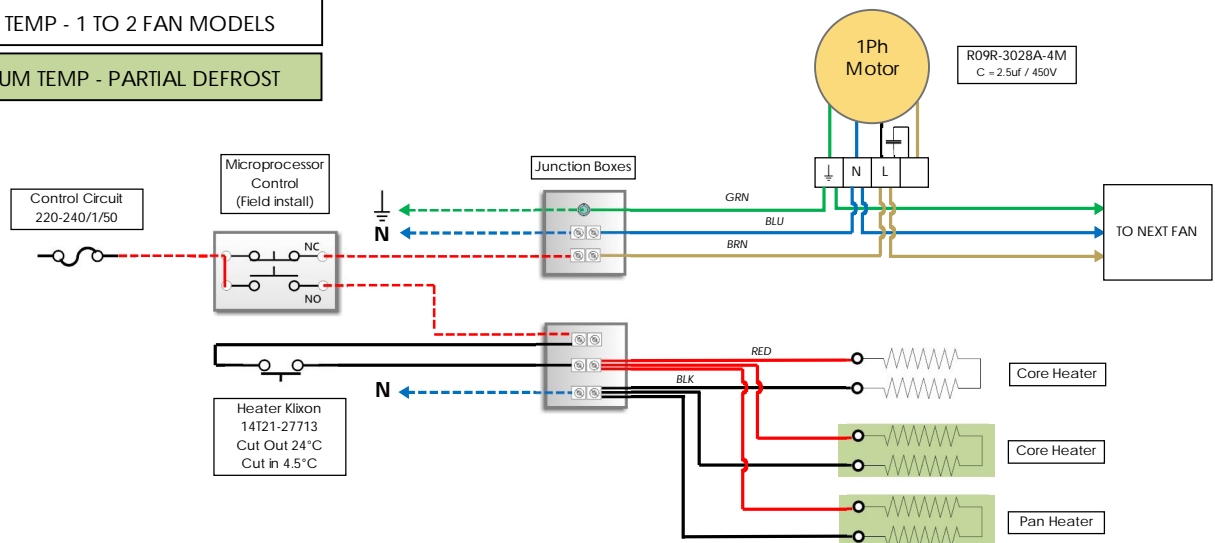 TEMP - 1 TO 2 FAN MODELS
UM TEMP - PARTIAL DEFROST
1Ph
Motor
R09R-3028A-4M
C = 2.5uf / 450V
Microprocessor
Control
(Field install)
Junction Boxes
Control Circuit
220-240/1/50
N
L
GRN
BLU
BRN
N
TO NEXT FAN
NC
NO
RED
BLK
N
Core Heater
Heater Klixon
14T21-27713
Cut Out 24°C
Cut in 4.5°C
Core Heater
Pan Heater